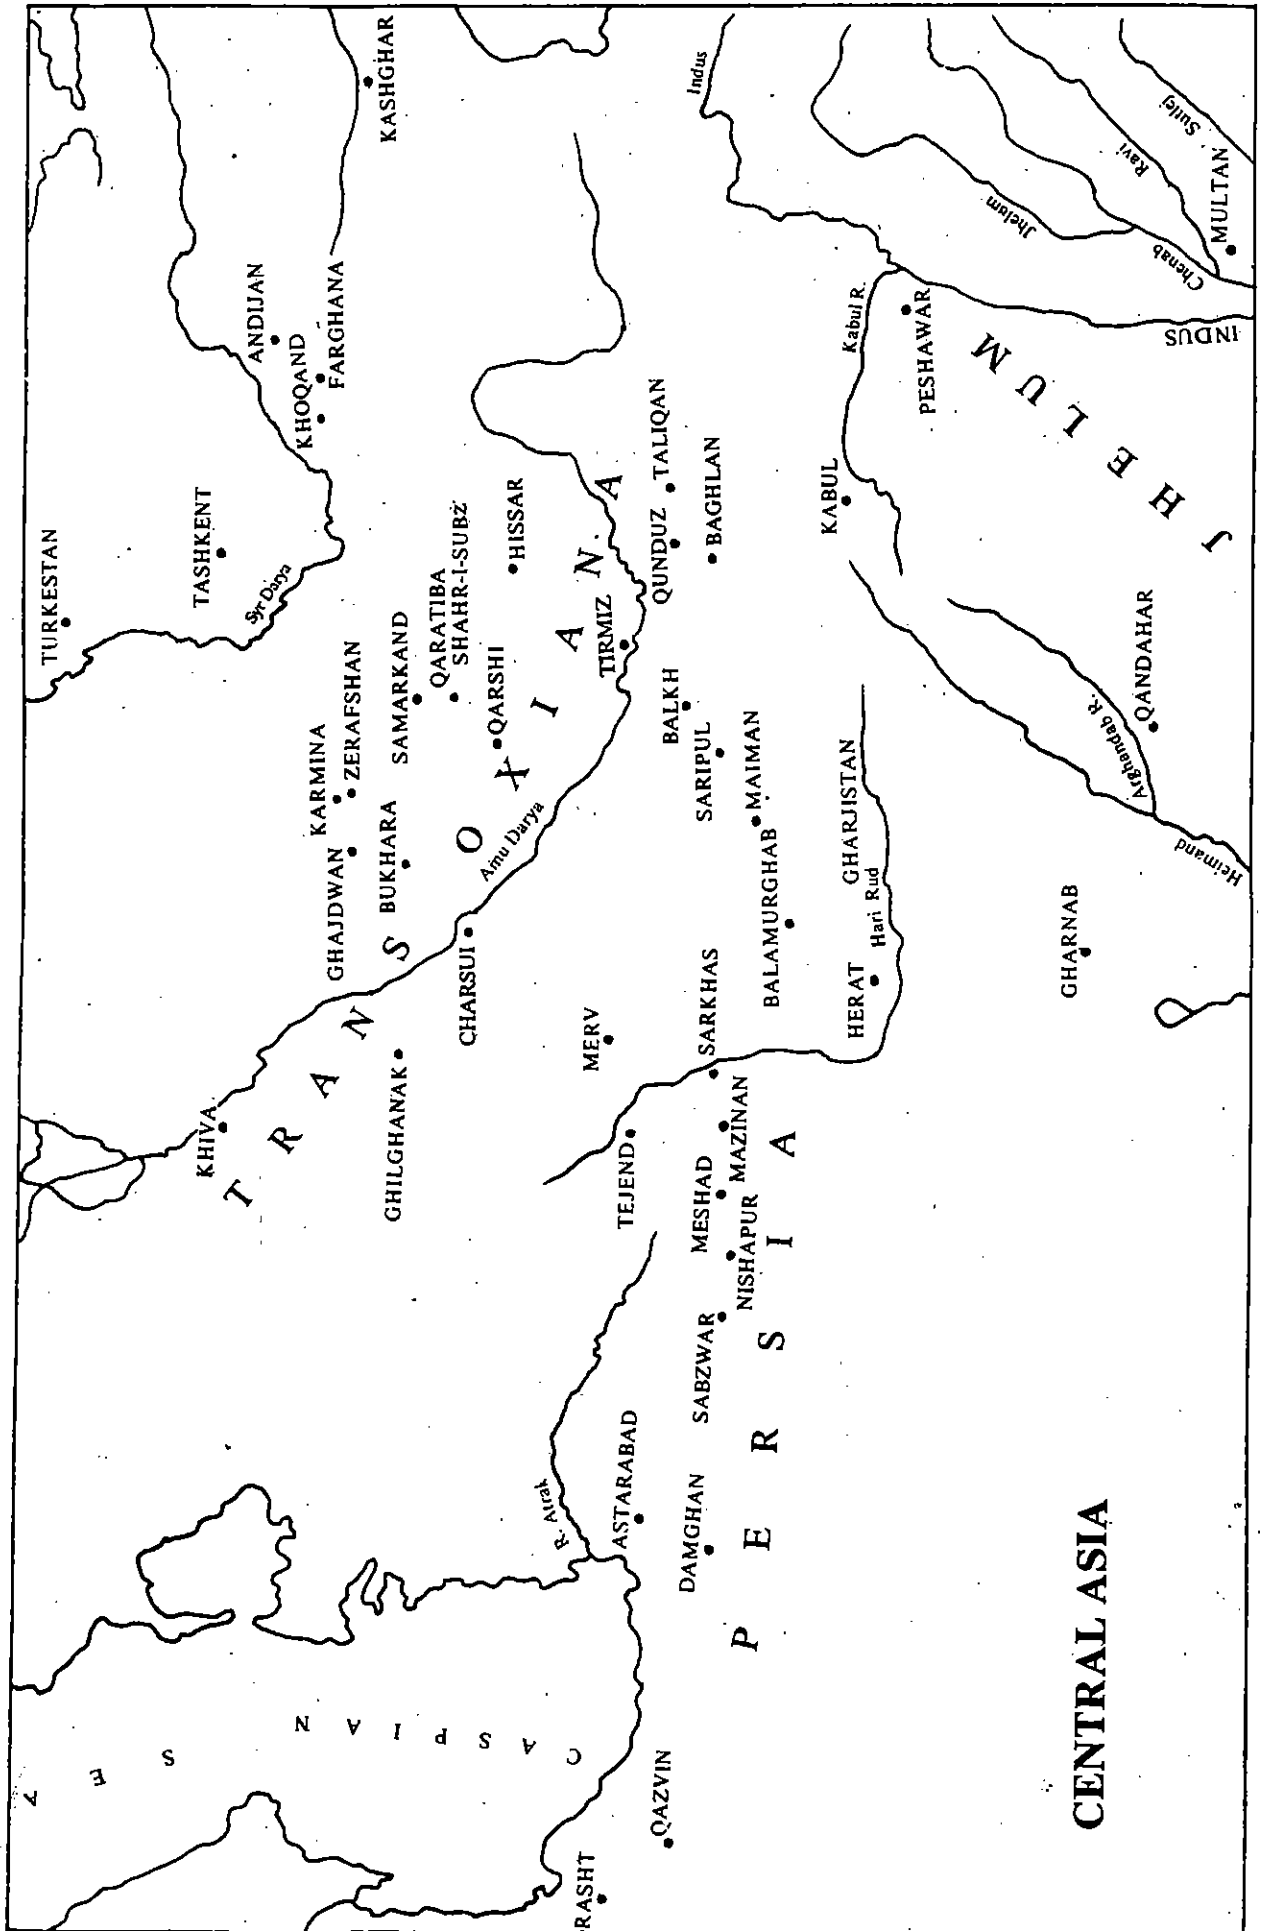 TURKESTAN
TASHKENT
Syr Darya
ANDIJAN
KHOQAND
FARGHANA
KASHGHAR
KHIVA
GHILGHANAK
CHARSUI
GHAJDWAN
KARMINA
ZERAFSHAN
BUKHARA
SAMARKAND
QARATIBA
SHAHR-I-SUBZ
QARSHI
HISSAR
TRANSOXIANA
Amu Darya
TIRMIZ
QUNDUZ
TALIQAN
BAGHLAN
BALKH
SARIPUL
MAIMAN
BALAMURGHAB
GHARJISTAN
Hari Rud
HERAT
MERV
SARKHAS
TEJEND
MAZINAN
MESHAD
NISHAPUR
SABZWAR
ASTARABAD
R. Atrak
DAMGHAN
PERSIA
CASPIAN
SE
QAZVIN
RASHT
KABUL
Kabul R.
PESHAWAR
Indus
INDUS
Jhelum
Chenab
Ravi
Sutlej
MULTAN
JHELUM
QANDAHAR
Arghandab R.
Heimand
GHARNAB
CENTRAL ASIA